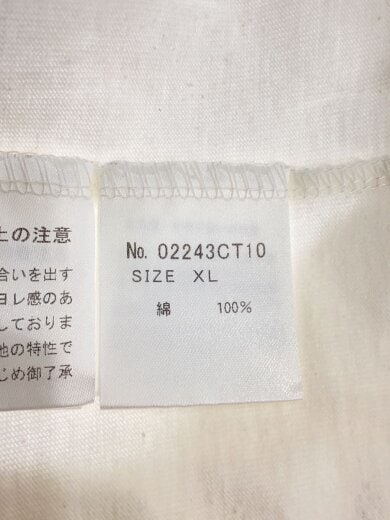 上の注意
合いを出す
ヨレ感のあ
しておりま
他の特性で
じめ御了承
No. 02243CT10
SIZE XL
綿 100%